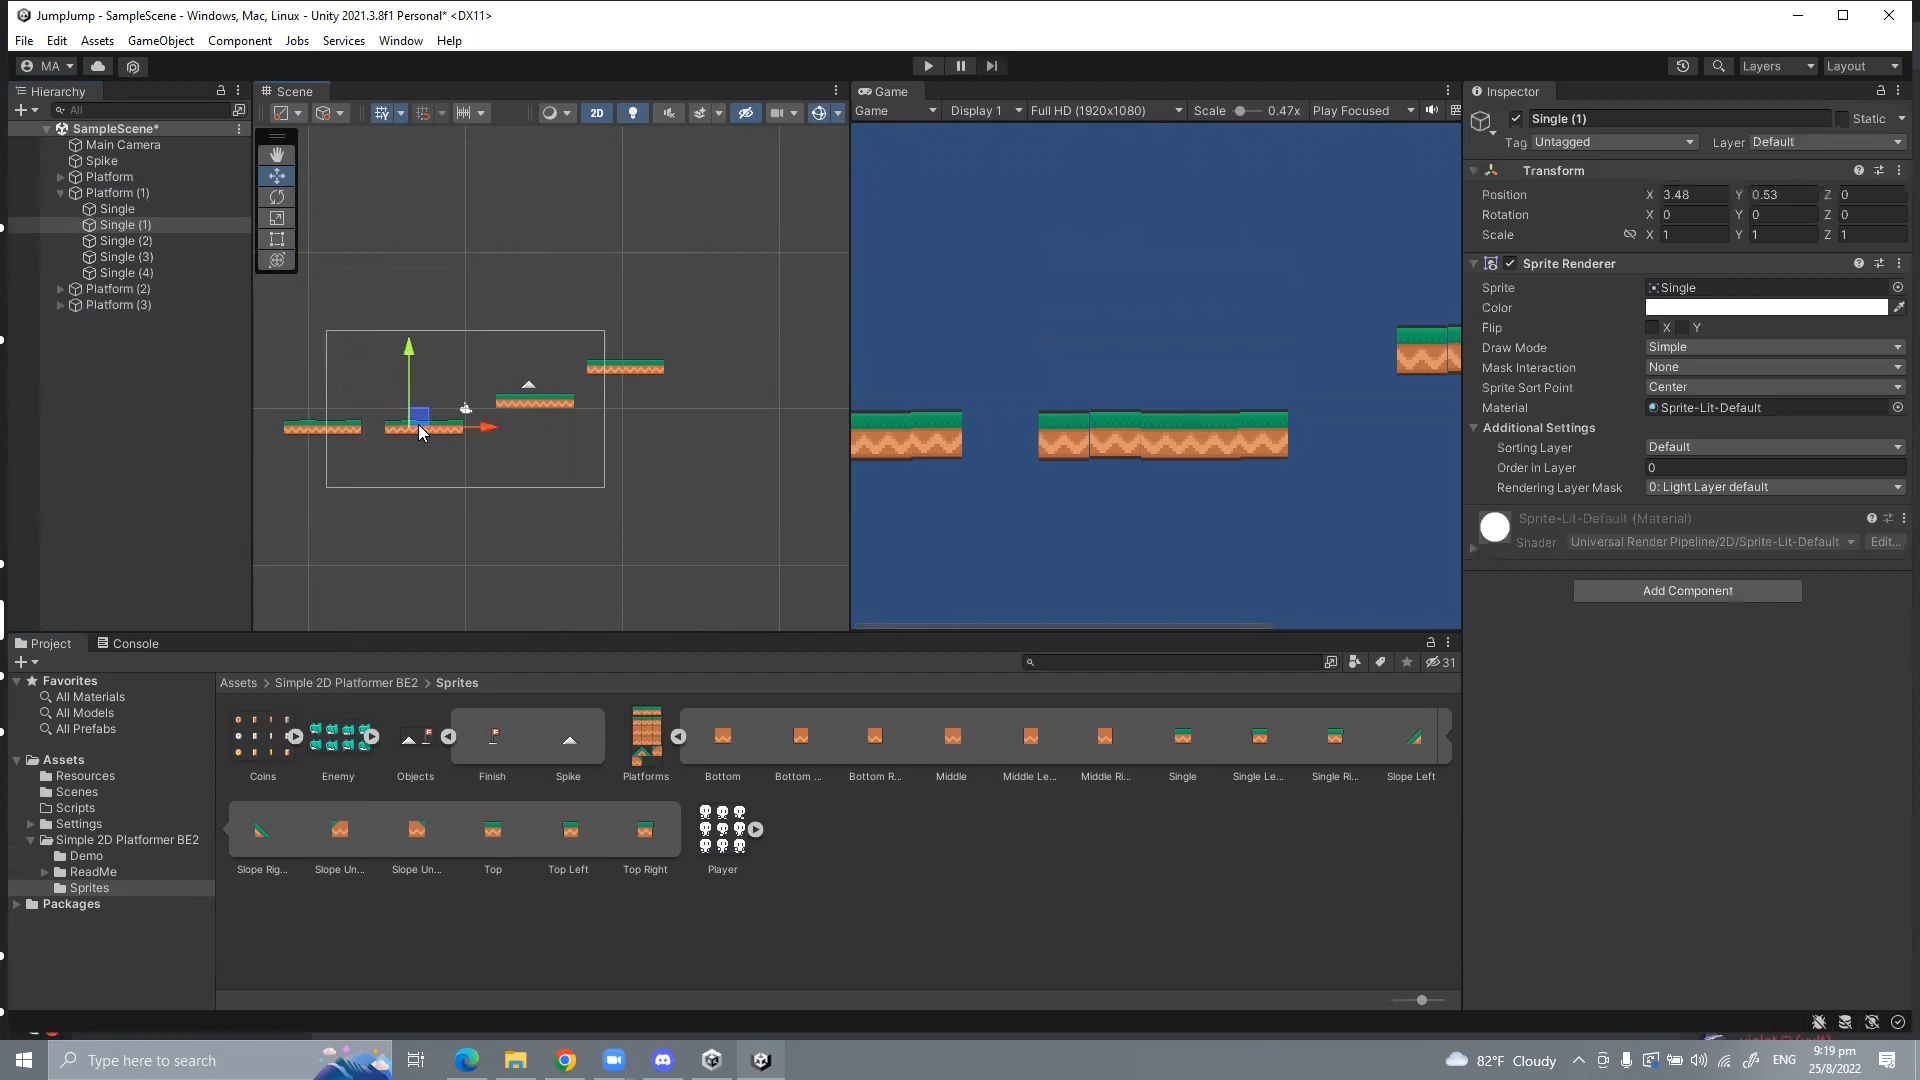 JumpJump - SampleScene - Windows, Mac, Linux - Unity 2021.3.8f1 Personal* <DX11>
File Edit Assets GameObject Component Jobs Services Window Help
MA Layers Layout
Hierarchy
All
SampleScene*
Main Camera
Spike
Platform
Platform (1)
Single
Single (1)
Single (2)
Single (3)
Single (4)
Platform (2)
Platform (3)
Scene
2D
Game
Game Display 1 Full HD (1920x1080) Scale 0.47x Play Focused
Inspector
Single (1) Static
Tag Untagged Layer Default
Transform
Position X 3.48 Y 0.53 Z 0
Rotation X 0 Y 0 Z 0
Scale X 1 Y 1 Z 1
Sprite Renderer
Sprite Single
Color
Flip X Y
Draw Mode Simple
Mask Interaction None
Sprite Sort Point Center
Material Sprite-Lit-Default
Additional Settings
Sorting Layer Default
Order in Layer 0
Rendering Layer Mask 0: Light Layer default
Sprite-Lit-Default (Material)
Shader Universal Render Pipeline/2D/Sprite-Lit-Default Edit...
Add Component
Project Console
31
Favorites
All Materials
All Models
All Prefabs
Assets
Resources
Scenes
Scripts
Settings
Simple 2D Platformer BE2
Demo
ReadMe
Sprites
Packages
Assets > Simple 2D Platformer BE2 > Sprites
Coins Enemy Objects Finish Spike Platforms Bottom Bottom ... Bottom R... Middle Middle Le... Middle Ri... Single Single Le... Single Ri... Slope Left
Slope Rig... Slope Un... Slope Un... Top Top Left Top Right Player
Type here to search
82°F Cloudy
ENG
9:19 pm
25/8/2022